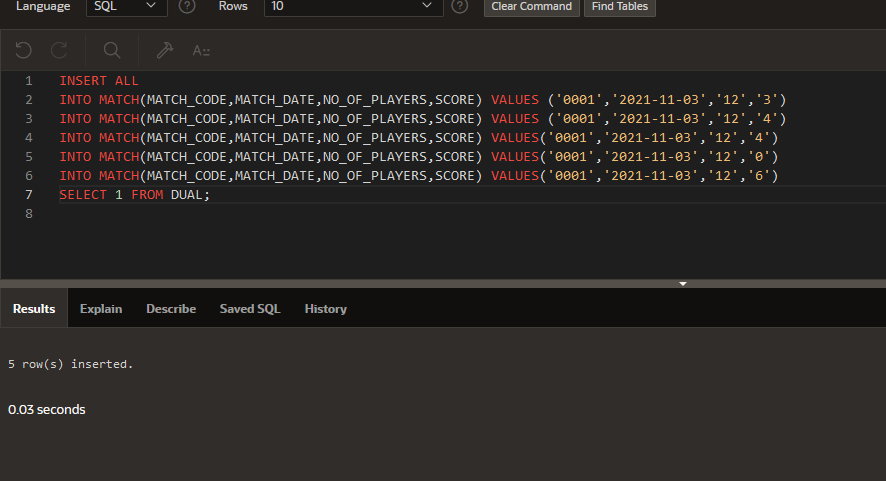 Language SQL ? Rows 10 ? Clear Command Find Tables
A::
1 INSERT ALL
2 INTO MATCH(MATCH_CODE,MATCH_DATE,NO_OF_PLAYERS,SCORE) VALUES ('0001','2021-11-03','12','3')
3 INTO MATCH(MATCH_CODE,MATCH_DATE,NO_OF_PLAYERS,SCORE) VALUES ('0001','2021-11-03','12','4')
4 INTO MATCH(MATCH_CODE,MATCH_DATE,NO_OF_PLAYERS,SCORE) VALUES('0001','2021-11-03','12','4')
5 INTO MATCH(MATCH_CODE,MATCH_DATE,NO_OF_PLAYERS,SCORE) VALUES('0001','2021-11-03','12','0')
6 INTO MATCH(MATCH_CODE,MATCH_DATE,NO_OF_PLAYERS,SCORE) VALUES('0001','2021-11-03','12','6')
7 SELECT 1 FROM DUAL;
8
Results Explain Describe Saved SQL History
5 row(s) inserted.
0.03 seconds